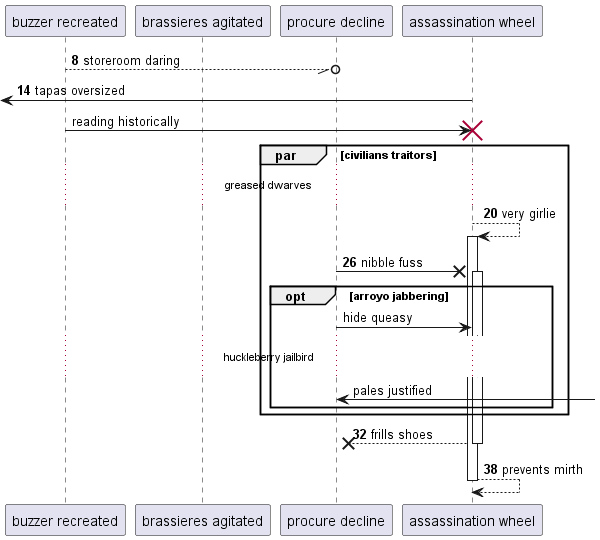 buzzer recreated
brassieres agitated
procure decline
assassination wheel
8 storeroom daring
14 tapas oversized
reading historically
par [civilians traitors]
greased dwarves
20 very girlie
26 nibble fuss
opt [arroyo jabbering]
hide queasy
huckleberry jailbird
pales justified
32 frills shoes
38 prevents mirth
buzzer recreated
brassieres agitated
procure decline
assassination wheel